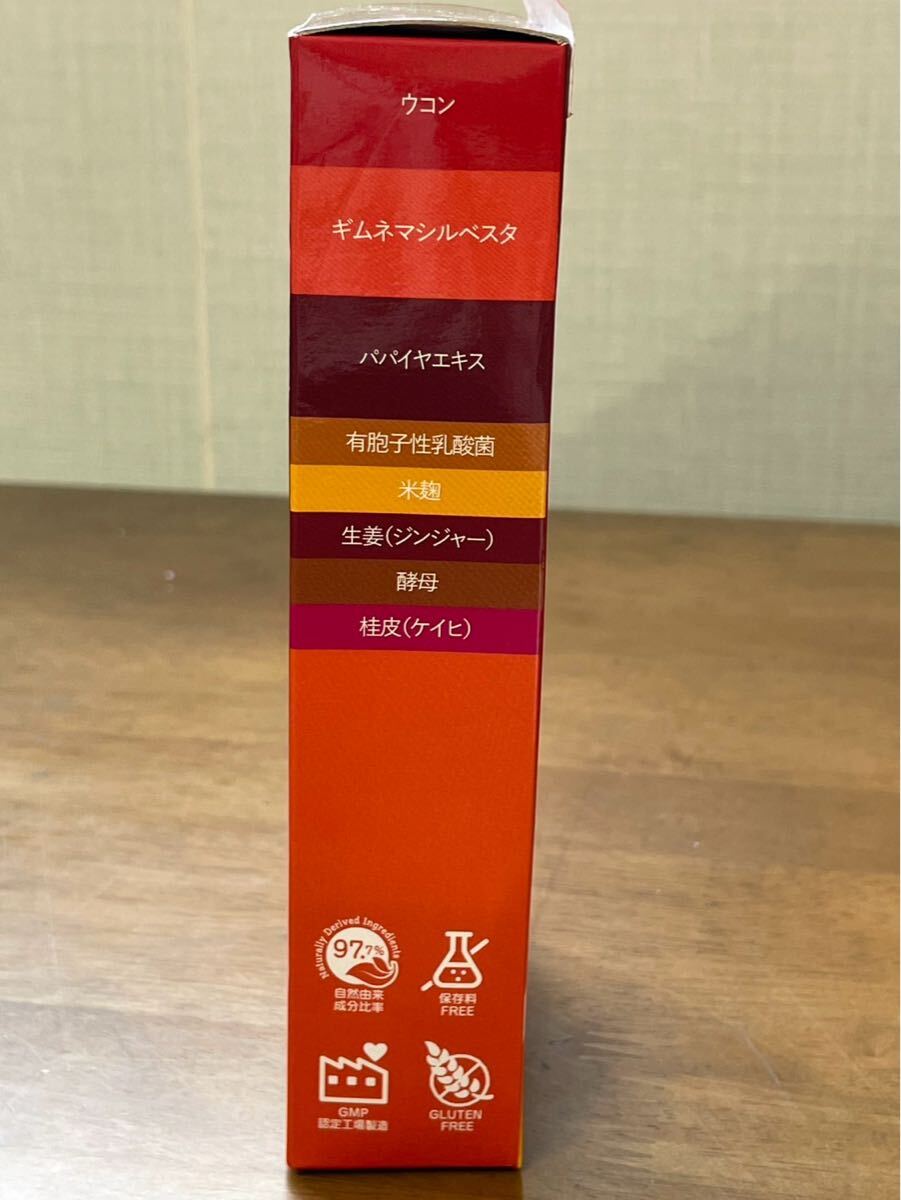 ウコン
ギムネマシルベスタ
パパイヤエキス
有胞子性乳酸菌
米麹
生姜(ジンジャー)
酵母
桂皮(ケイヒ)
Naturally Derived Ingredients
97.7%
自然由来
成分比率
保存料
FREE
GMP
認定工場製造
GLUTEN
FREE